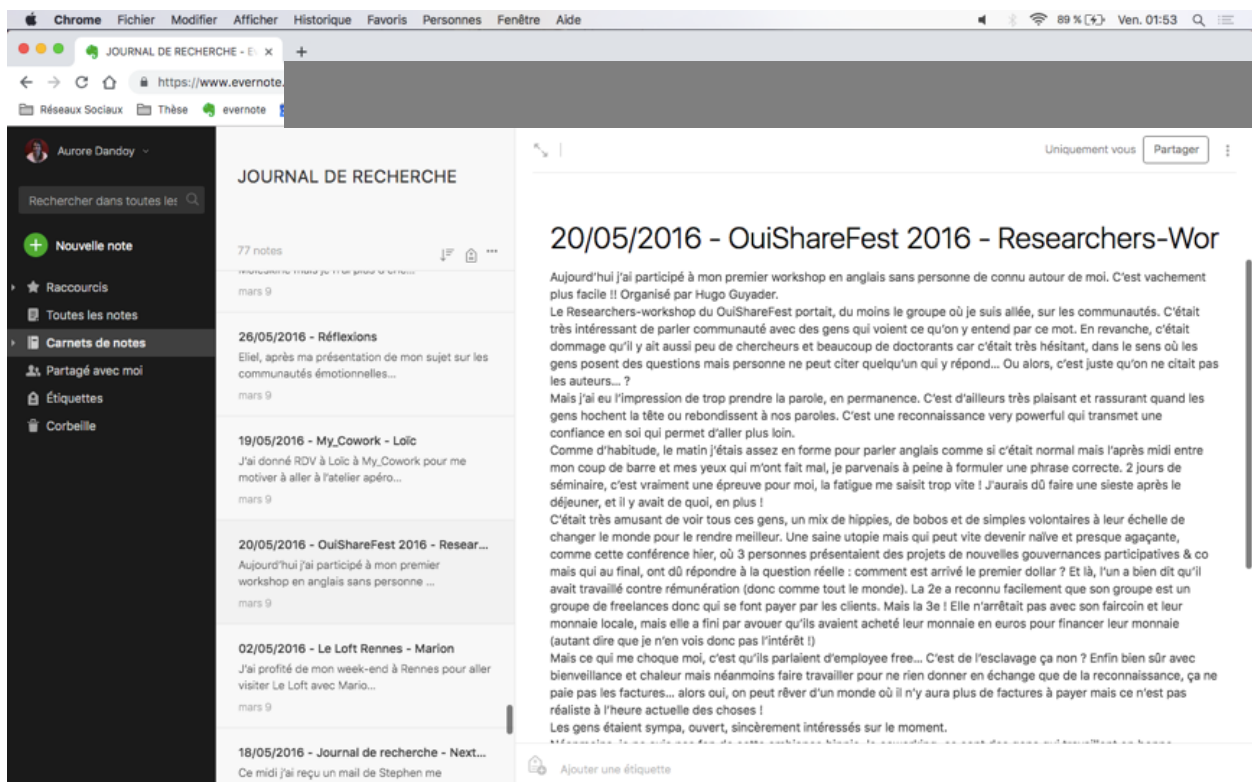 Chrome Fichier Modifier Afficher Historique Favoris Personnes Fenêtre Aide 89 % Ven. 01:53
JOURNAL DE RECHERCHE - E
https://www.evernote.
Réseaux Sociaux Thèse evernote
Aurore Dandoy
Rechercher dans toutes les
Nouvelle note
Raccourcis
Toutes les notes
Carnets de notes
Partagé avec moi
Étiquettes
Corbeille
JOURNAL DE RECHERCHE
77 notes
mars 9
26/05/2016 - Réflexions
Eliel, après ma présentation de mon sujet sur les
communautés émotionnelles...
mars 9
19/05/2016 - My_Cowork - Loïc
J'ai donné RDV à Loïc à My_Cowork pour me
motiver à aller à l'atelier apéro...
mars 9
20/05/2016 - OuiShareFest 2016 - Resear...
Aujourd'hui j'ai participé à mon premier
workshop en anglais sans personne ...
mars 9
02/05/2016 - Le Loft Rennes - Marion
J'ai profité de mon week-end à Rennes pour aller
visiter Le Loft avec Mario...
mars 9
18/05/2016 - Journal de recherche - Next...
Ce midi j'ai reçu un mail de Stephen me
Uniquement vous Partager
20/05/2016 - OuiShareFest 2016 - Researchers-Wor
Aujourd'hui j'ai participé à mon premier workshop en anglais sans personne de connu autour de moi. C'est vachement
plus facile !! Organisé par Hugo Guyader.
Le Researchers-workshop du OuiShareFest portait, du moins le groupe où je suis allée, sur les communautés. C'était
très intéressant de parler communauté avec des gens qui voient ce qu'on y entend par ce mot. En revanche, c'était
dommage qu'il y ait aussi peu de chercheurs et beaucoup de doctorants car c'était très hésitant, dans le sens où les
gens posent des questions mais personne ne peut citer quelqu'un qui y répond... Ou alors, c'est juste qu'on ne citait pas
les auteurs... ?
Mais j'ai eu l'impression de trop prendre la parole, en permanence. C'est d'ailleurs très plaisant et rassurant quand les
gens hochent la tête ou rebondissent à nos paroles. C'est une reconnaissance very powerful qui transmet une
confiance en soi qui permet d'aller plus loin.
Comme d'habitude, le matin j'étais assez en forme pour parler anglais comme si c'était normal mais l'après midi entre
mon coup de barre et mes yeux qui m'ont fait mal, je parvenais à peine à formuler une phrase correcte. 2 jours de
séminaire, c'est vraiment une épreuve pour moi, la fatigue me saisit trop vite ! J'aurais dû faire une sieste après le
déjeuner, et il y avait de quoi, en plus !
C'était très amusant de voir tous ces gens, un mix de hippies, de bobos et de simples volontaires à leur échelle de
changer le monde pour le rendre meilleur. Une saine utopie mais qui peut vite devenir naïve et presque agaçante,
comme cette conférence hier, où 3 personnes présentaient des projets de nouvelles gouvernances participatives & co
mais qui au final, ont dû répondre à la question réelle : comment est arrivé le premier dollar ? Et là, l'un a bien dit qu'il
avait travaillé contre rémunération (donc comme tout le monde). La 2e a reconnu facilement que son groupe est un
groupe de freelances donc qui se font payer par les clients. Mais la 3e ! Elle n'arrêtait pas avec son faircoin et leur
monnaie locale, mais elle a fini par avouer qu'ils avaient acheté leur monnaie en euros pour financer leur monnaie
(autant dire que je n'en vois donc pas l'intérêt !)
Mais ce qui me choque moi, c'est qu'ils parlaient d'employee free... C'est de l'esclavage ça non ? Enfin bien sûr avec
bienveillance et chaleur mais néanmoins faire travailler pour ne rien donner en échange que de la reconnaissance, ça ne
paie pas les factures... alors oui, on peut rêver d'un monde où il n'y aura plus de factures à payer mais ce n'est pas
réaliste à l'heure actuelle des choses !
Les gens étaient sympa, ouvert, sincèrement intéressés sur le moment.
Ajouter une étiquette